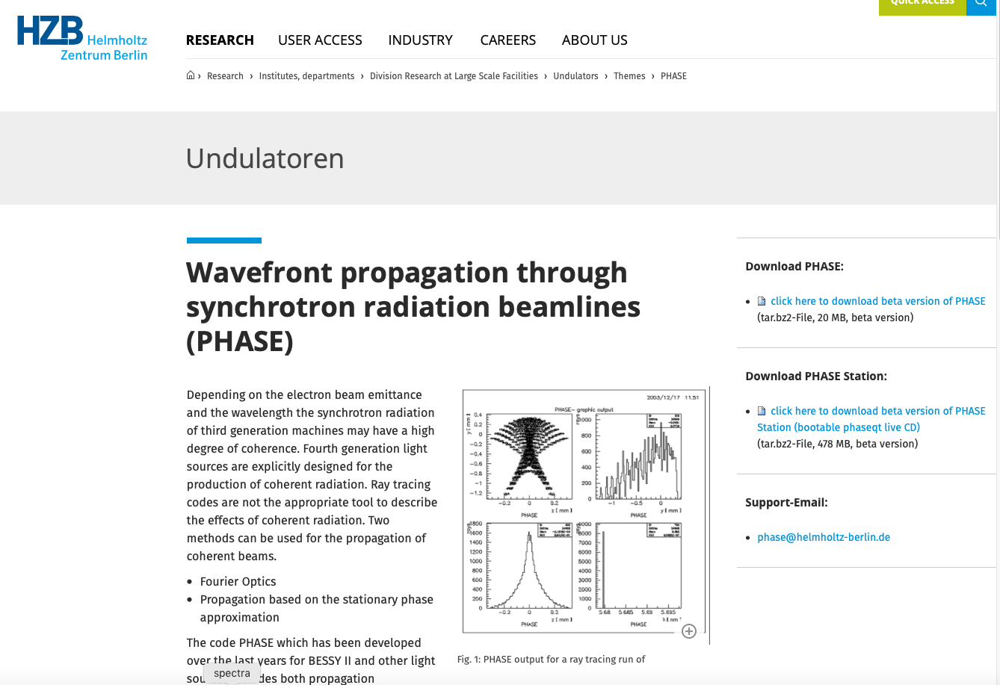 QUICK ACCESS
HZB Helmholtz
Zentrum Berlin
RESEARCH USER ACCESS INDUSTRY CAREERS ABOUT US
› Research › Institutes, departments › Division Research at Large Scale Facilities › Undulators › Themes › PHASE
Undulatoren
Wavefront propagation through
synchrotron radiation beamlines
(PHASE)
Depending on the electron beam emittance
and the wavelength the synchrotron radiation
of third generation machines may have a high
degree of coherence. Fourth generation light
sources are explicitly designed for the
production of coherent radiation. Ray tracing
codes are not the appropriate tool to describe
the effects of coherent radiation. Two
methods can be used for the propagation of
coherent beams.
• Fourier Optics
• Propagation based on the stationary phase
approximation
The code PHASE which has been developed
over the last years for BESSY II and other light
spectra
both propagation
2003/12/17 11.51
PHASE– graphic output
y [ mm ]
0.4
0.2
0
−0.2
−0.4
−0.6
−0.8
−1
−1.2
−0.2 0 0.2
z [ mm ]
PHASE
rays
1000
800
600
400
200
0
−1 −0.5 0
y [ mm ]
PHASE
rays
1800
1600
1400
1200
1000
800
600
400
200
0
−0.2 0 0.2
z [ mm ]
PHASE
rays
9000
8000
7000
6000
5000
4000
3000
2000
1000
0
5.68 5.685 5.69 5.695
λ [ nm ]
PHASE
Fig. 1: PHASE output for a ray tracing run of
Download PHASE:
• click here to download beta version of PHASE
(tar.bz2-File, 20 MB, beta version)
Download PHASE Station:
• click here to download beta version of PHASE
Station (bootable phaseqt live CD)
(tar.bz2-File, 478 MB, beta version)
Support-Email:
• phase@helmholtz-berlin.de